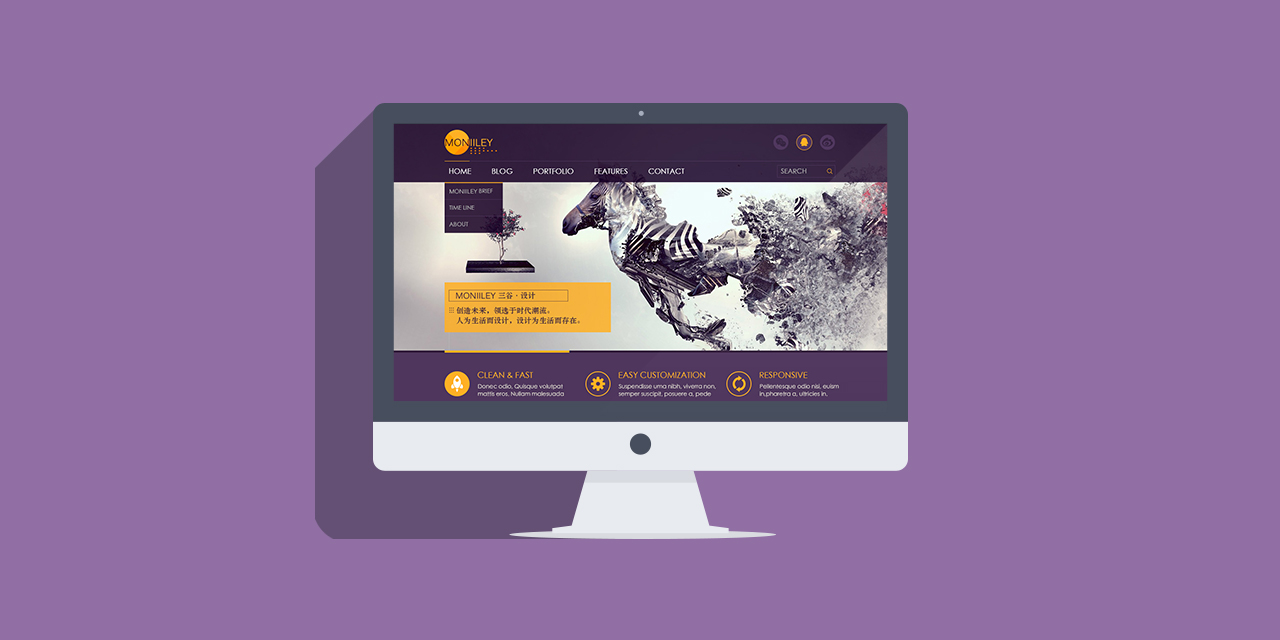 MONIILEY
HOME BLOG PORTFOLIO FEATURES CONTACT SEARCH
MONIILEY BRIEF
TIME LINE
ABOUT
MONIILEY 三谷·设计
创造未来，领选于时代潮流。
人为生活而设计，设计为生活而存在。
CLEAN & FAST
Donec odio, Quisque volutpat
mattis eros. Nullam malesuada
EASY CUSTOMIZATION
Suspendisse urna nibh, viverra non,
semper suscipit, posuere a, pede
RESPONSIVE
Pellentesque odio nisi, euism
in,pharetra a, ultricies in,